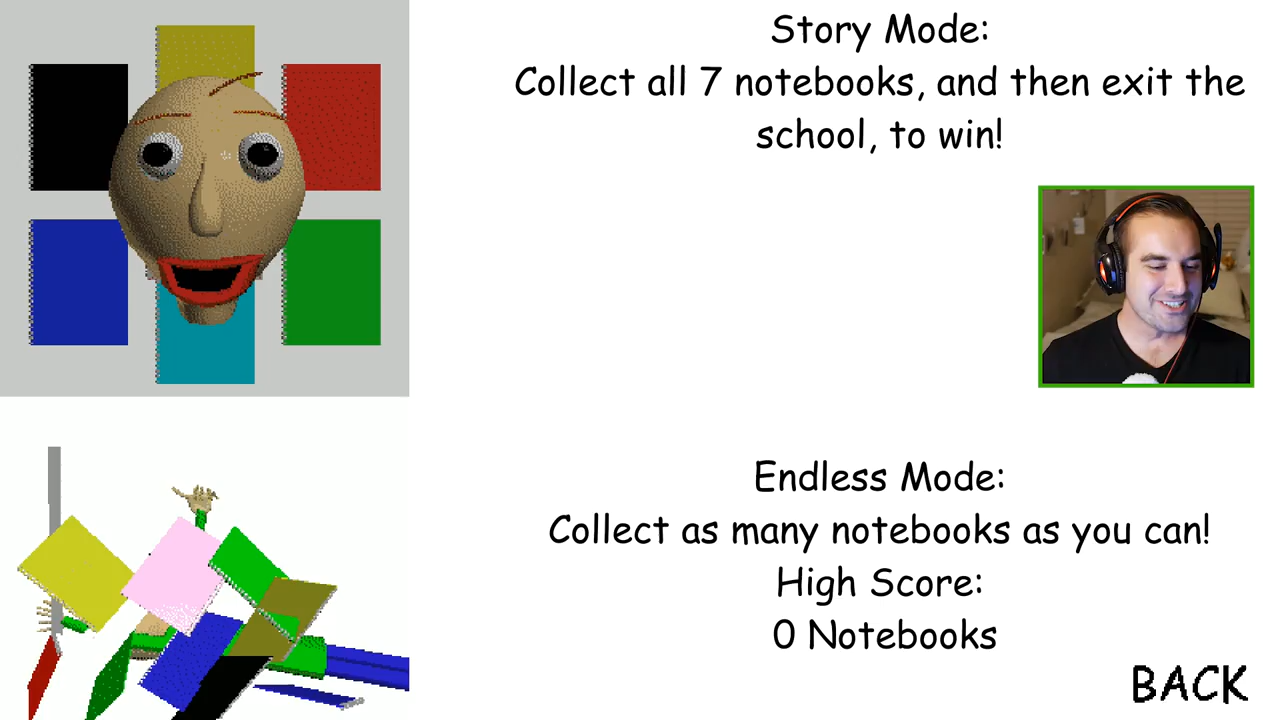 Story Mode:
Collect all 7 notebooks, and then exit the
school, to win!
Endless Mode:
Collect as many notebooks as you can!
High Score:
0 Notebooks
BACK